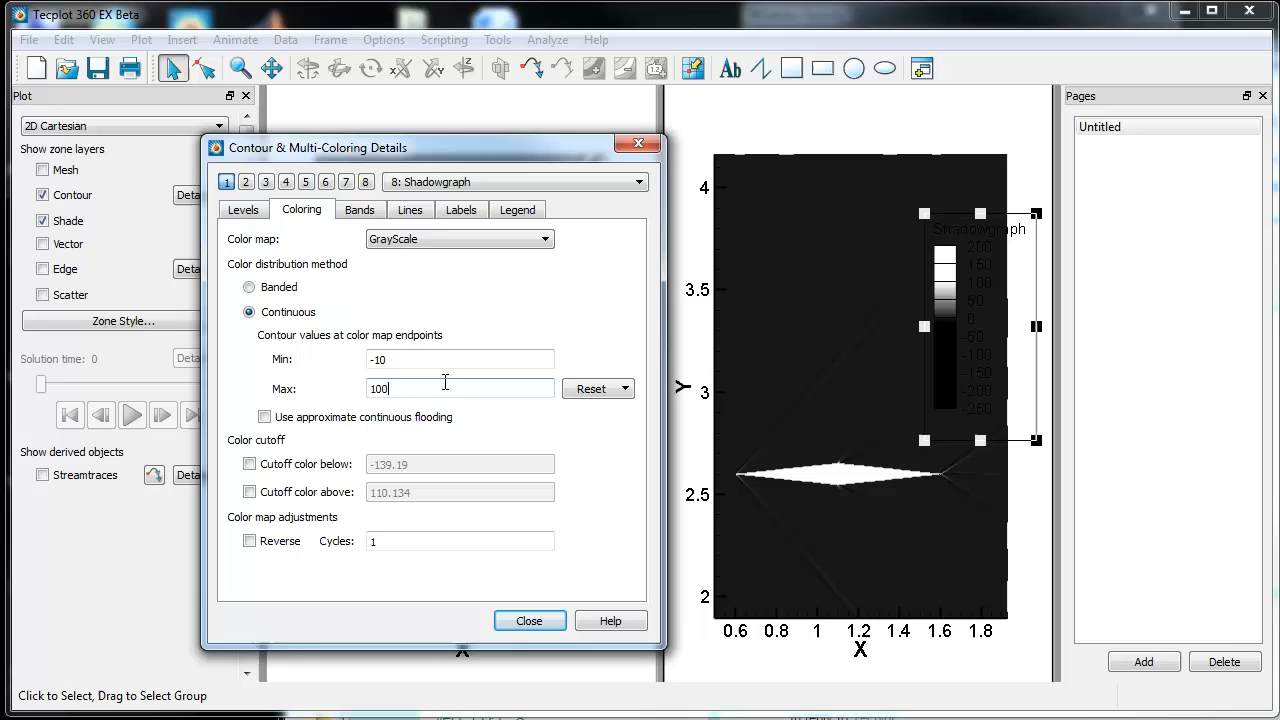 Tecplot 360 EX Beta
File Edit View Plot Insert Animate Data Frame Options Scripting Tools Analyze Help
Plot
2D Cartesian
Show zone layers
Mesh
Contour
Deta
Shade
Vector
Edge
Deta
Scatter
Zone Style...
Solution time: 0
Deta
Show derived objects
Streamtraces
Deta
Contour & Multi-Coloring Details
1 2 3 4 5 6 7 8
8: Shadowgraph
Levels Coloring Bands Lines Labels Legend
Color map: GrayScale
Color distribution method
Banded
Continuous
Contour values at color map endpoints
Min: -10
Max: 100
Reset
Use approximate continuous flooding
Color cutoff
Cutoff color below: -139.19
Cutoff color above: 110.134
Color map adjustments
Reverse Cycles: 1
Close Help
X
4
3.5
3
2.5
2
Y
0.6 0.8 1 1.2 1.4 1.6 1.8
X
Shadowgraph
200
150
100
50
0
-50
-100
-150
-200
-250
Pages
Untitled
Add Delete
Click to Select, Drag to Select Group